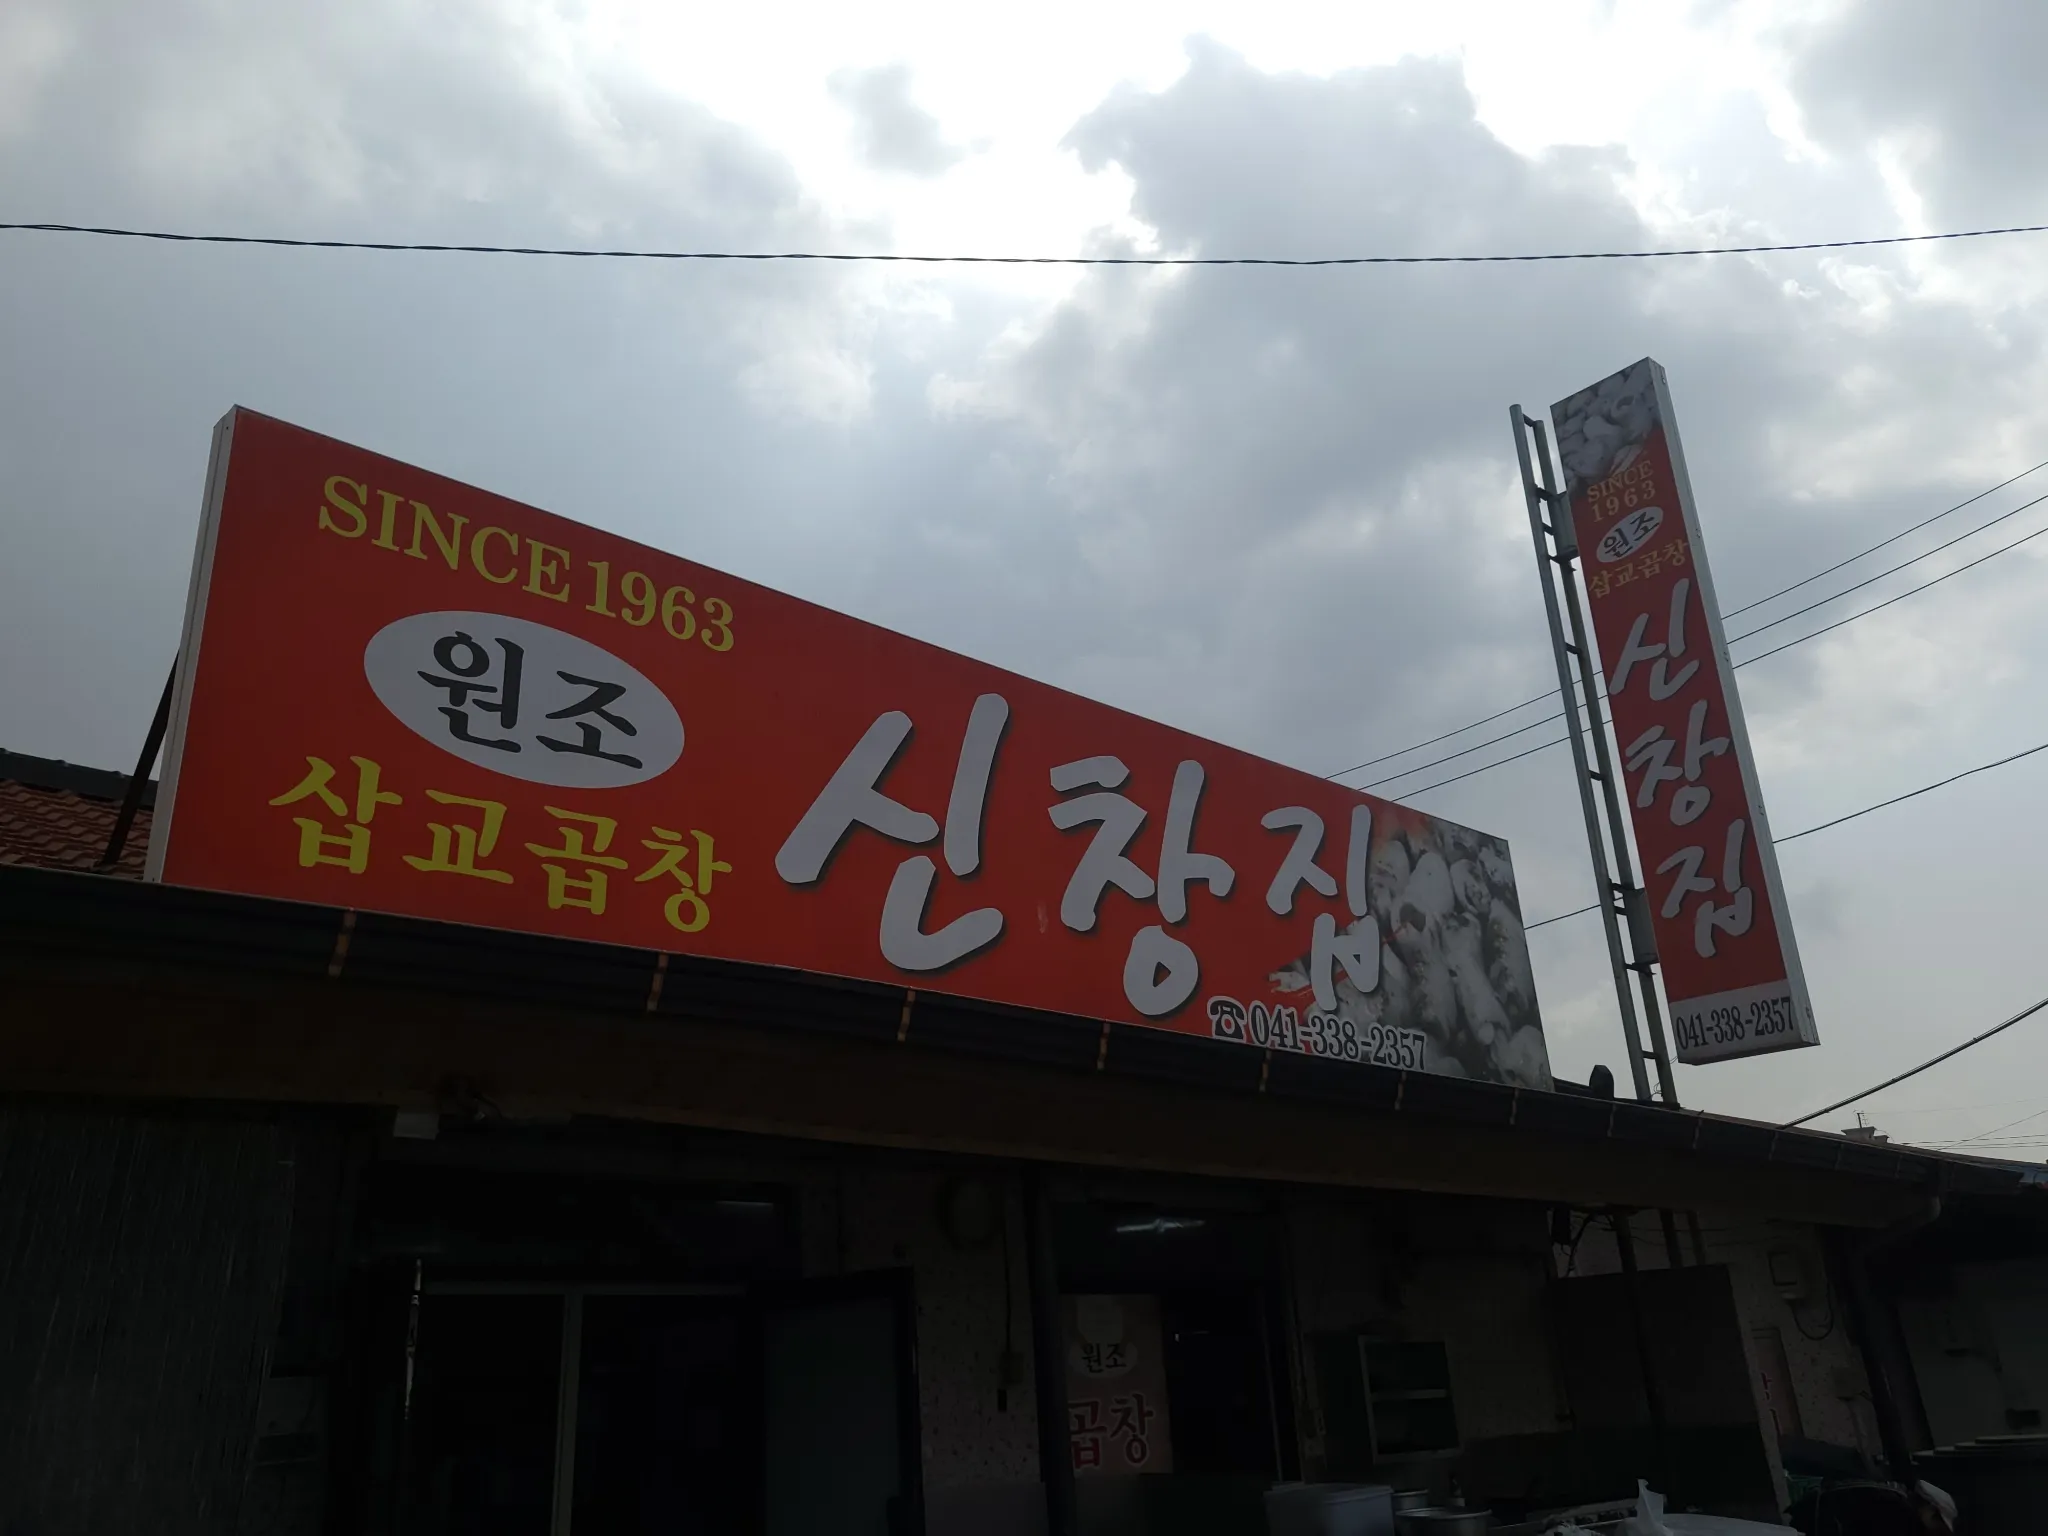 SINCE 1963
원조
삽교곱창
신창집
☎041-338-2357
SINCE
1963
원조
삽교곱창
신창집
041-338-2357
원조
곱창